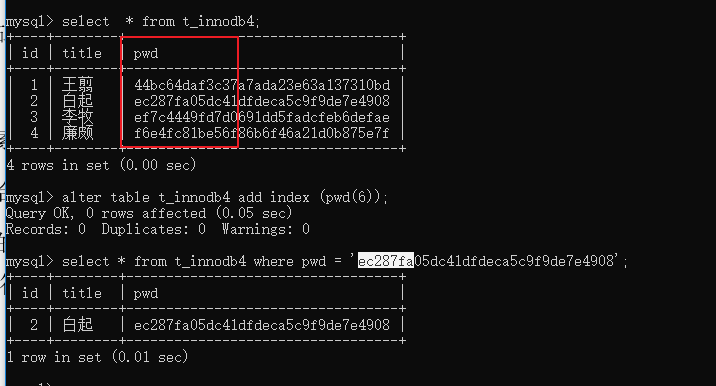 mysql> select  * from t_innodb4;
+----+-------+----------------------------------+
| id | title | pwd                              |
+----+-------+----------------------------------+
|  1 | 王翦  | 44bc64daf3c37a7ada23e63a137310bd |
|  2 | 白起  | ec287fa05dc41dfdeca5c9f9de7e4908 |
|  3 | 李牧  | ef7c4449fd7d0691dd5fadcfeb6defae |
|  4 | 廉颇  | f6e4fc81be56f86b6f46a21d0b875e7f |
+----+-------+----------------------------------+
4 rows in set (0.00 sec)
mysql> alter table t_innodb4 add index (pwd(6));
Query OK, 0 rows affected (0.05 sec)
Records: 0  Duplicates: 0  Warnings: 0
mysql> select * from t_innodb4 where pwd = 'ec287fa05dc41dfdeca5c9f9de7e4908';
+----+-------+----------------------------------+
| id | title | pwd                              |
+----+-------+----------------------------------+
|  2 | 白起  | ec287fa05dc41dfdeca5c9f9de7e4908 |
+----+-------+----------------------------------+
1 row in set (0.01 sec)